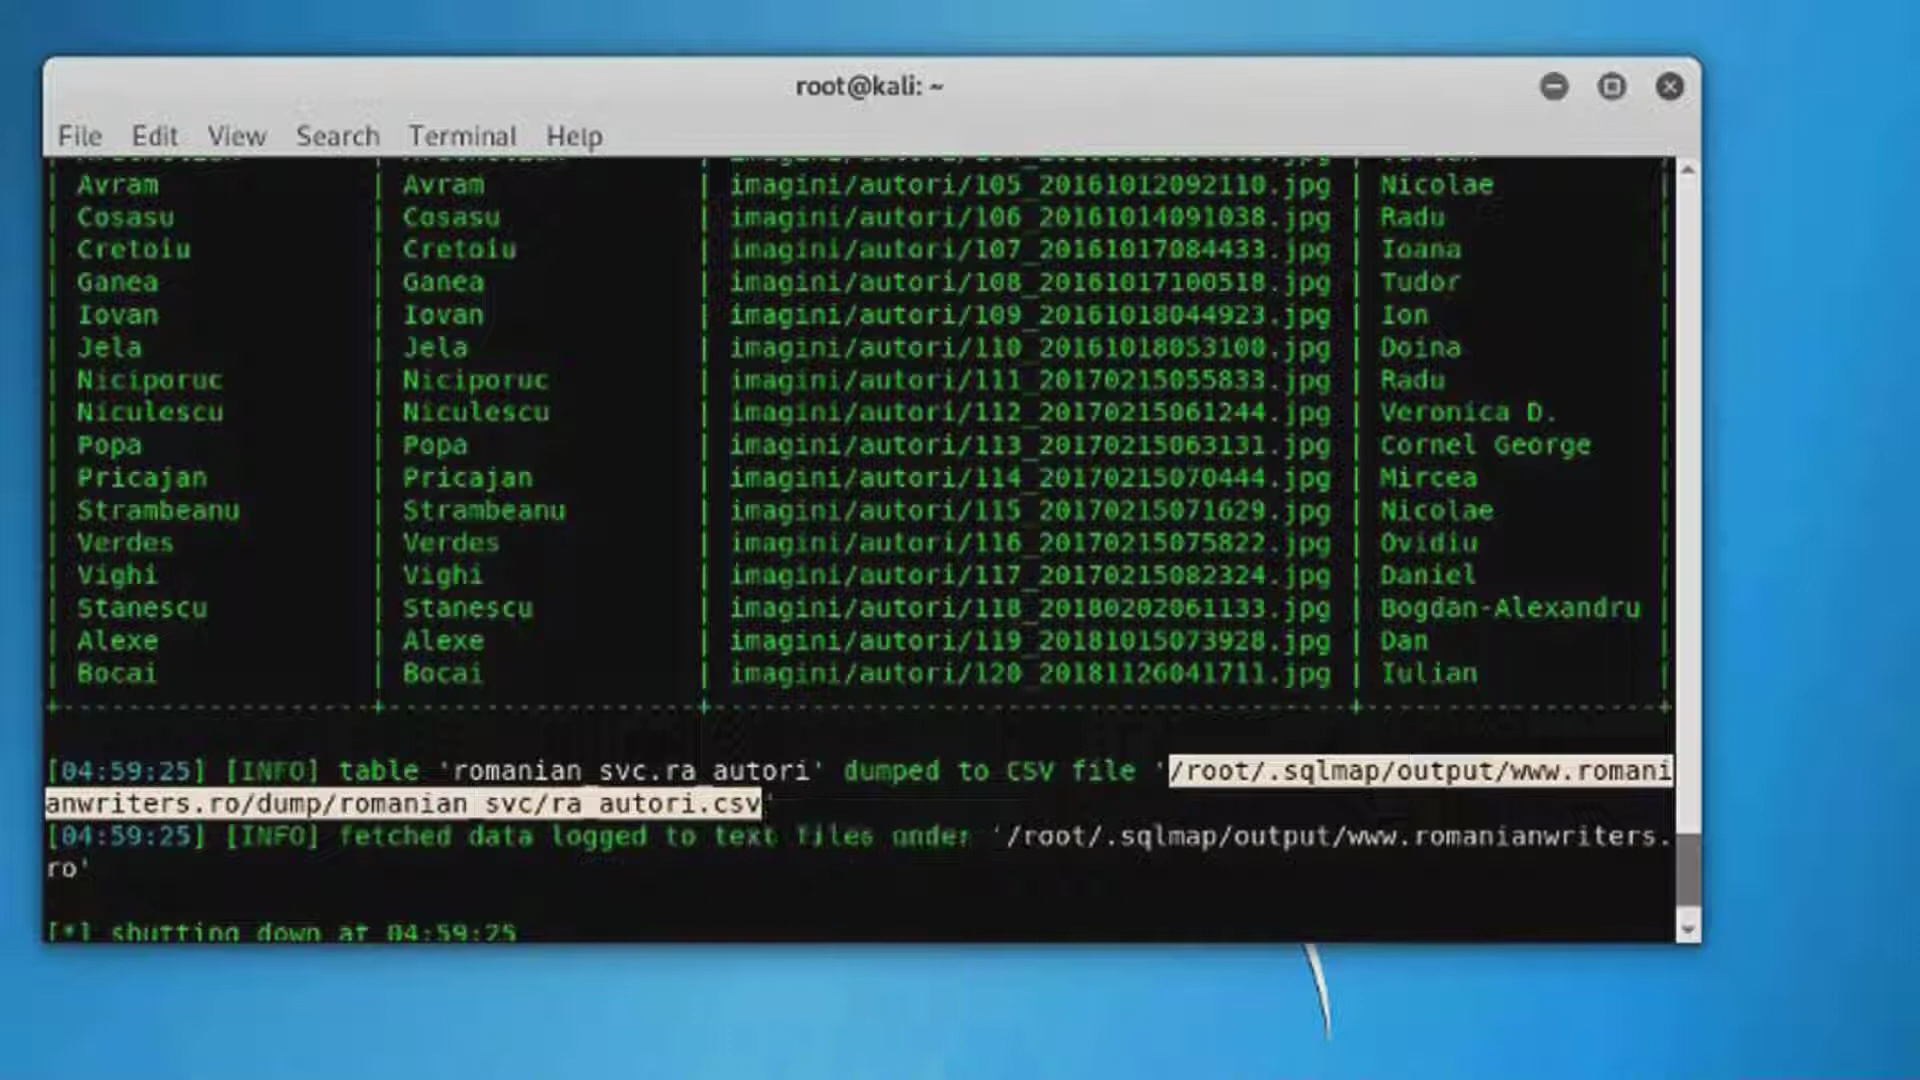 root@kali: ~
File Edit View Search Terminal Help
| Avram | Avram | imagini/autori/105_20161012092110.jpg | Nicolae |
| Cosasu | Cosasu | imagini/autori/106_20161014091038.jpg | Radu |
| Cretoiu | Cretoiu | imagini/autori/107_20161017084433.jpg | Ioana |
| Ganea | Ganea | imagini/autori/108_20161017100518.jpg | Tudor |
| Iovan | Iovan | imagini/autori/109_20161018044923.jpg | Ion |
| Jela | Jela | imagini/autori/110_20161018053100.jpg | Doina |
| Niciporuc | Niciporuc | imagini/autori/111_20170215055833.jpg | Radu |
| Niculescu | Niculescu | imagini/autori/112_20170215061244.jpg | Veronica D. |
| Popa | Popa | imagini/autori/113_20170215063131.jpg | Cornel George |
| Pricajan | Pricajan | imagini/autori/114_20170215070444.jpg | Mircea |
| Strambeanu | Strambeanu | imagini/autori/115_20170215071629.jpg | Nicolae |
| Verdes | Verdes | imagini/autori/116_20170215075822.jpg | Ovidiu |
| Vighi | Vighi | imagini/autori/117_20170215082324.jpg | Daniel |
| Stanescu | Stanescu | imagini/autori/118_20180202061133.jpg | Bogdan-Alexandru |
| Alexe | Alexe | imagini/autori/119_20181015073928.jpg | Dan |
| Bocai | Bocai | imagini/autori/120_20181126041711.jpg | Iulian |
[04:59:25] [INFO] table 'romanian_svc.ra_autori' dumped to CSV file '/root/.sqlmap/output/www.romani
anwriters.ro/dump/romanian_svc/ra_autori.csv'
[04:59:25] [INFO] fetched data logged to text files under '/root/.sqlmap/output/www.romanianwriters.
ro'
[*] shutting down at 04:59:25